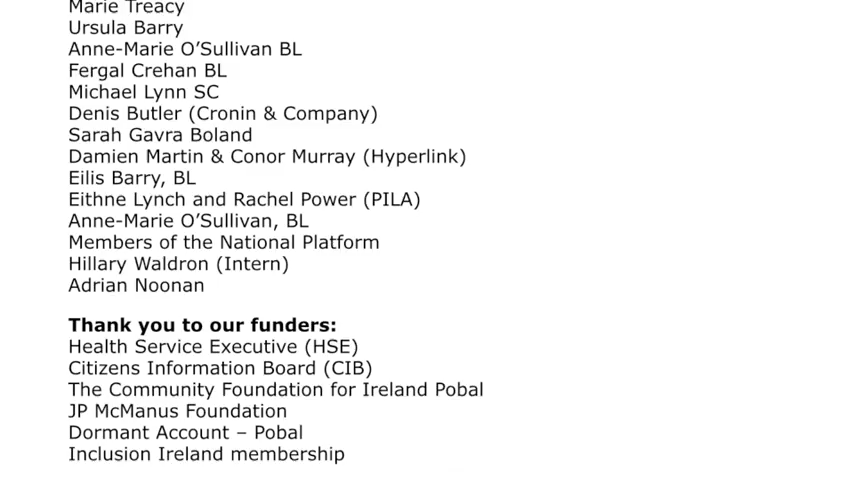 Marie Treacy
Ursula Barry
Anne-Marie O’Sullivan BL
Fergal Crehan BL
Michael Lynn SC
Denis Butler (Cronin & Company)
Sarah Gavra Boland
Damien Martin & Conor Murray (Hyperlink)
Eilis Barry, BL
Eithne Lynch and Rachel Power (PILA)
Anne-Marie O’Sullivan, BL
Members of the National Platform
Hillary Waldron (Intern)
Adrian Noonan
Thank you to our funders:
Health Service Executive (HSE)
Citizens Information Board (CIB)
The Community Foundation for Ireland Pobal
JP McManus Foundation
Dormant Account – Pobal
Inclusion Ireland membership